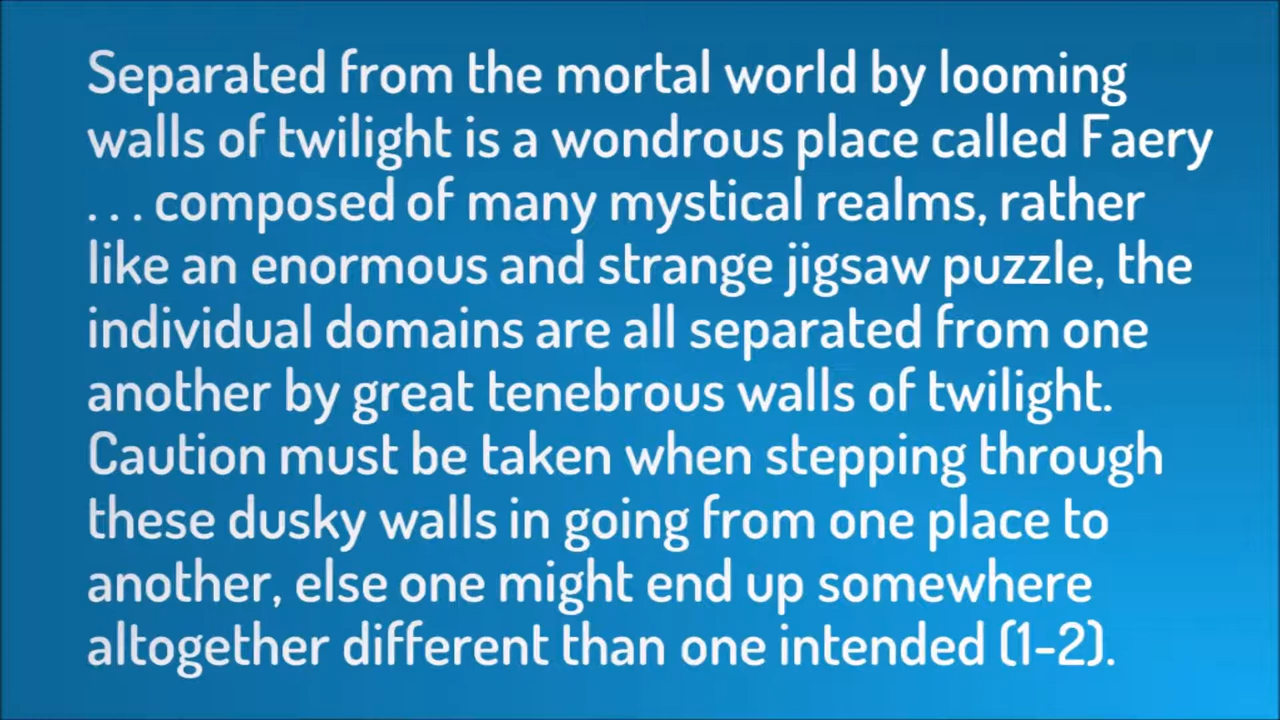 Separated from the mortal world by looming
walls of twilight is a wondrous place called Faery
. . . composed of many mystical realms, rather
like an enormous and strange jigsaw puzzle, the
individual domains are all separated from one
another by great tenebrous walls of twilight.
Caution must be taken when stepping through
these dusky walls in going from one place to
another, else one might end up somewhere
altogether different than one intended (1-2).